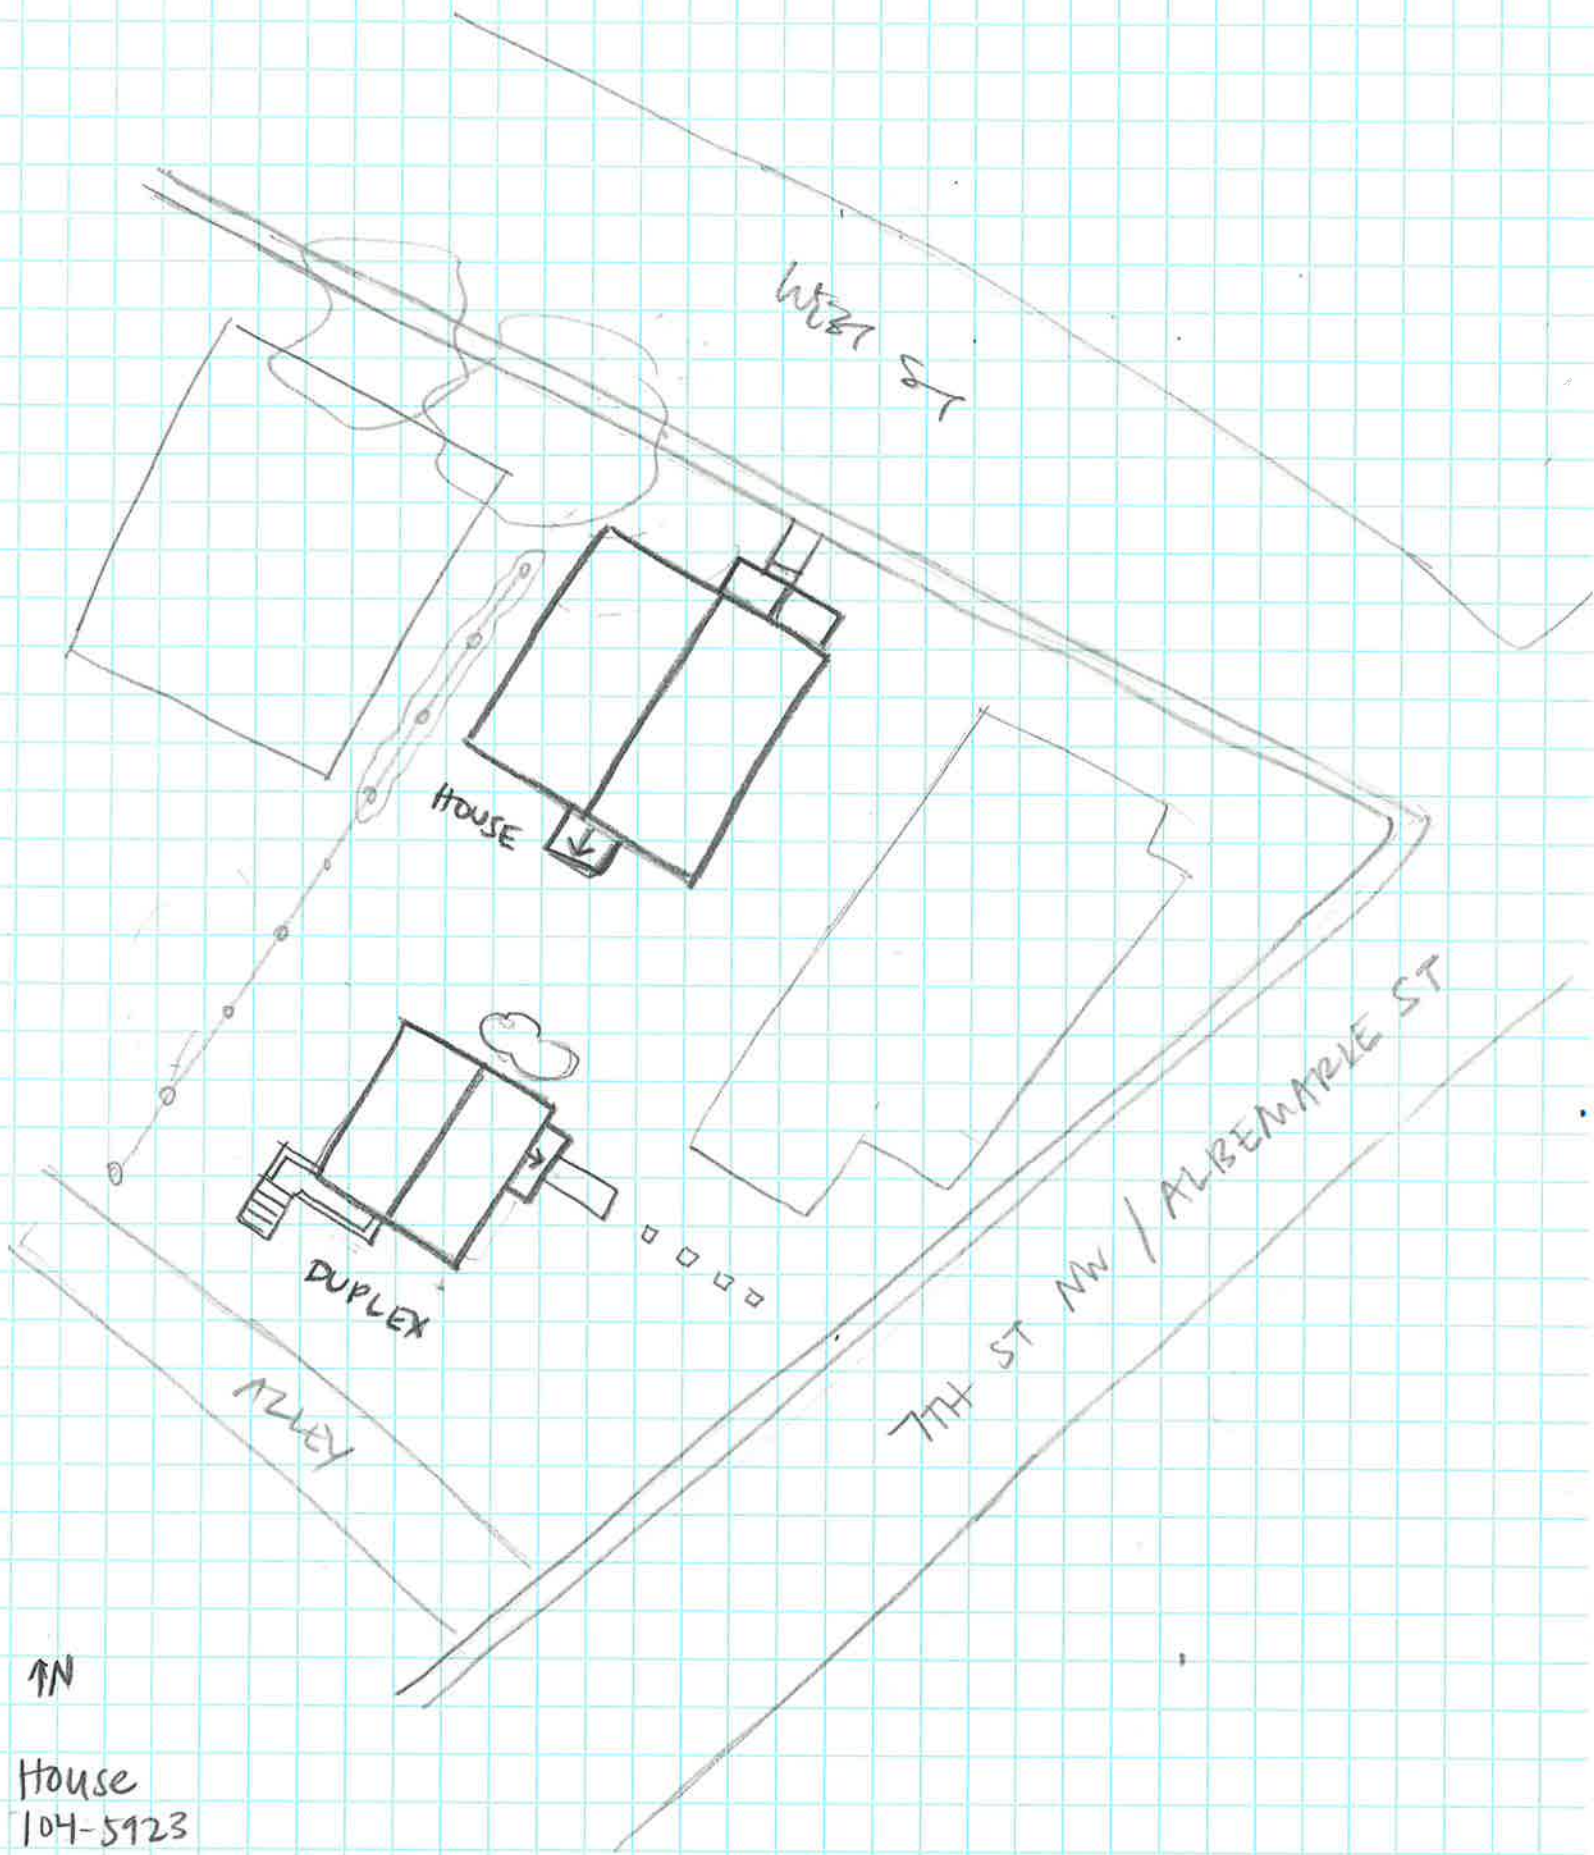 WEST ST
HOUSE
7TH ST NW / ALBEMARLE ST
DUPLEX
ALLEY
↑N
House
104-5923